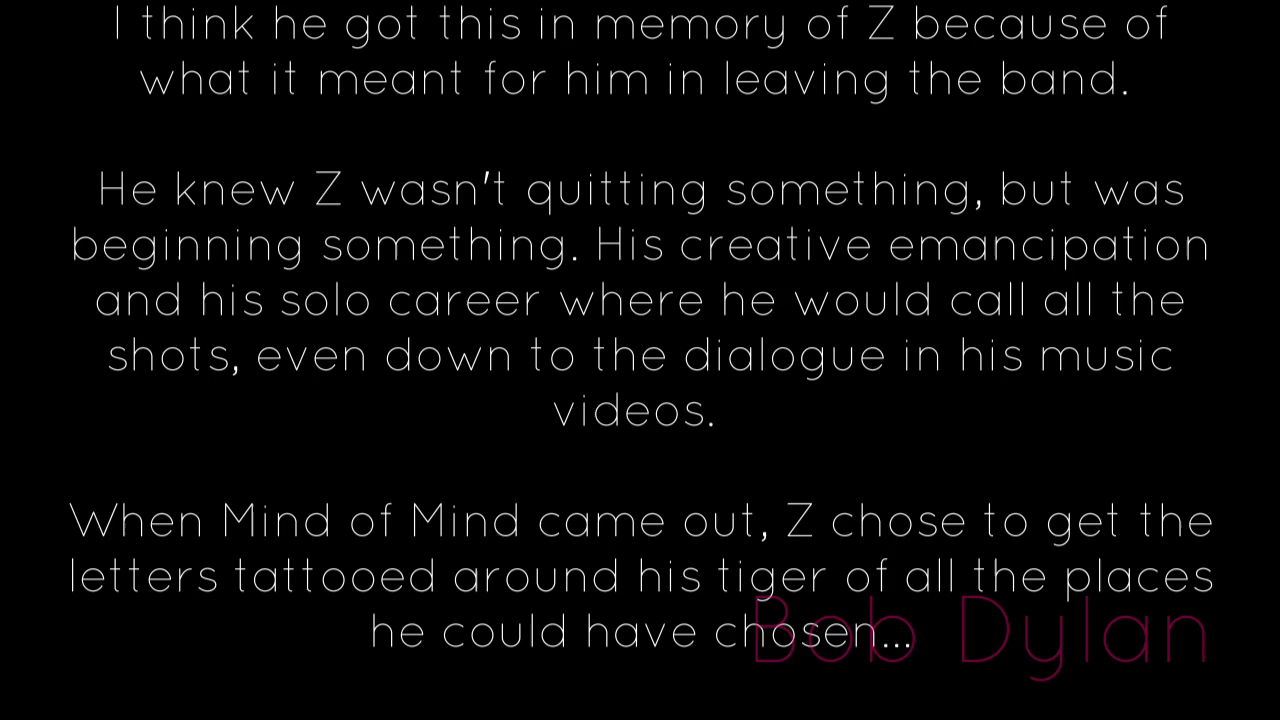 I think he got this in memory of Z because of
what it meant for him in leaving the band.
He knew Z wasn't quitting something, but was
beginning something. His creative emancipation
and his solo career where he would call all the
shots, even down to the dialogue in his music
videos.
When Mind of Mind came out, Z chose to get the
letters tattooed around his tiger of all the places
he could have chosen...
Bob Dylan